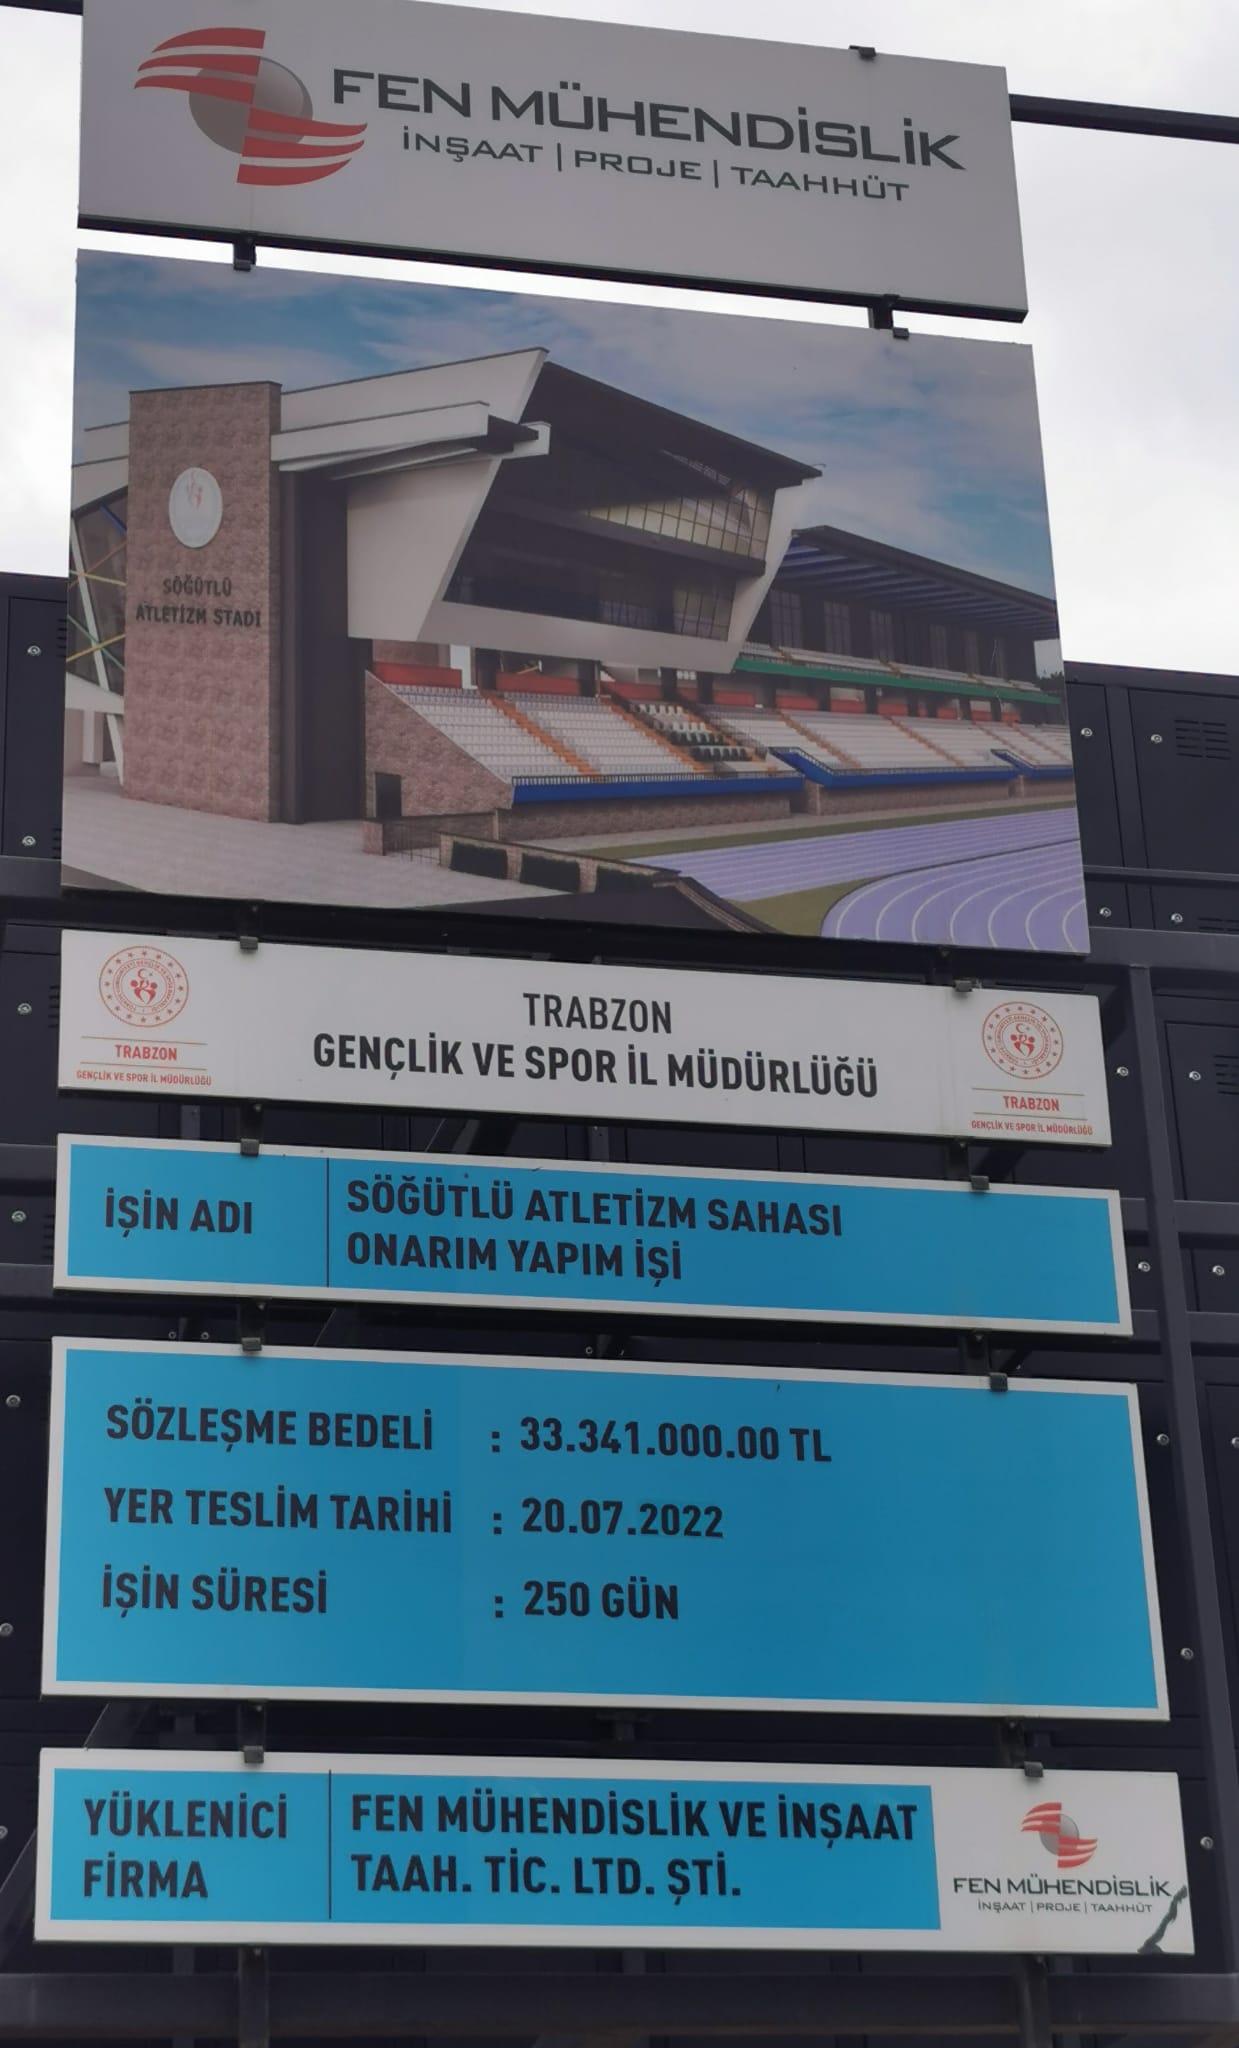 FEN MÜHENDİSLİK
İNŞAAT | PROJE | TAAHHÜT
SÖĞÜTLÜ
ATLETİZM STADI
TRABZON
GENÇLİK VE SPOR İL MÜDÜRLÜĞÜ
TRABZON
GENÇLİK VE SPOR İL MÜDÜRLÜĞÜ
TRABZON
GENÇLİK VE SPOR İL MÜDÜRLÜĞÜ
İŞİN ADI
SÖĞÜTLÜ ATLETİZM SAHASI
ONARIM YAPIM İŞİ
SÖZLEŞME BEDELİ : 33.341.000.00 TL
YER TESLİM TARİHİ : 20.07.2022
İŞİN SÜRESİ : 250 GÜN
YÜKLENİCİ
FİRMA
FEN MÜHENDİSLİK VE İNŞAAT
TAAH. TİC. LTD. ŞTİ.
FEN MÜHENDİSLİK
İNŞAAT | PROJE | TAAHHÜT